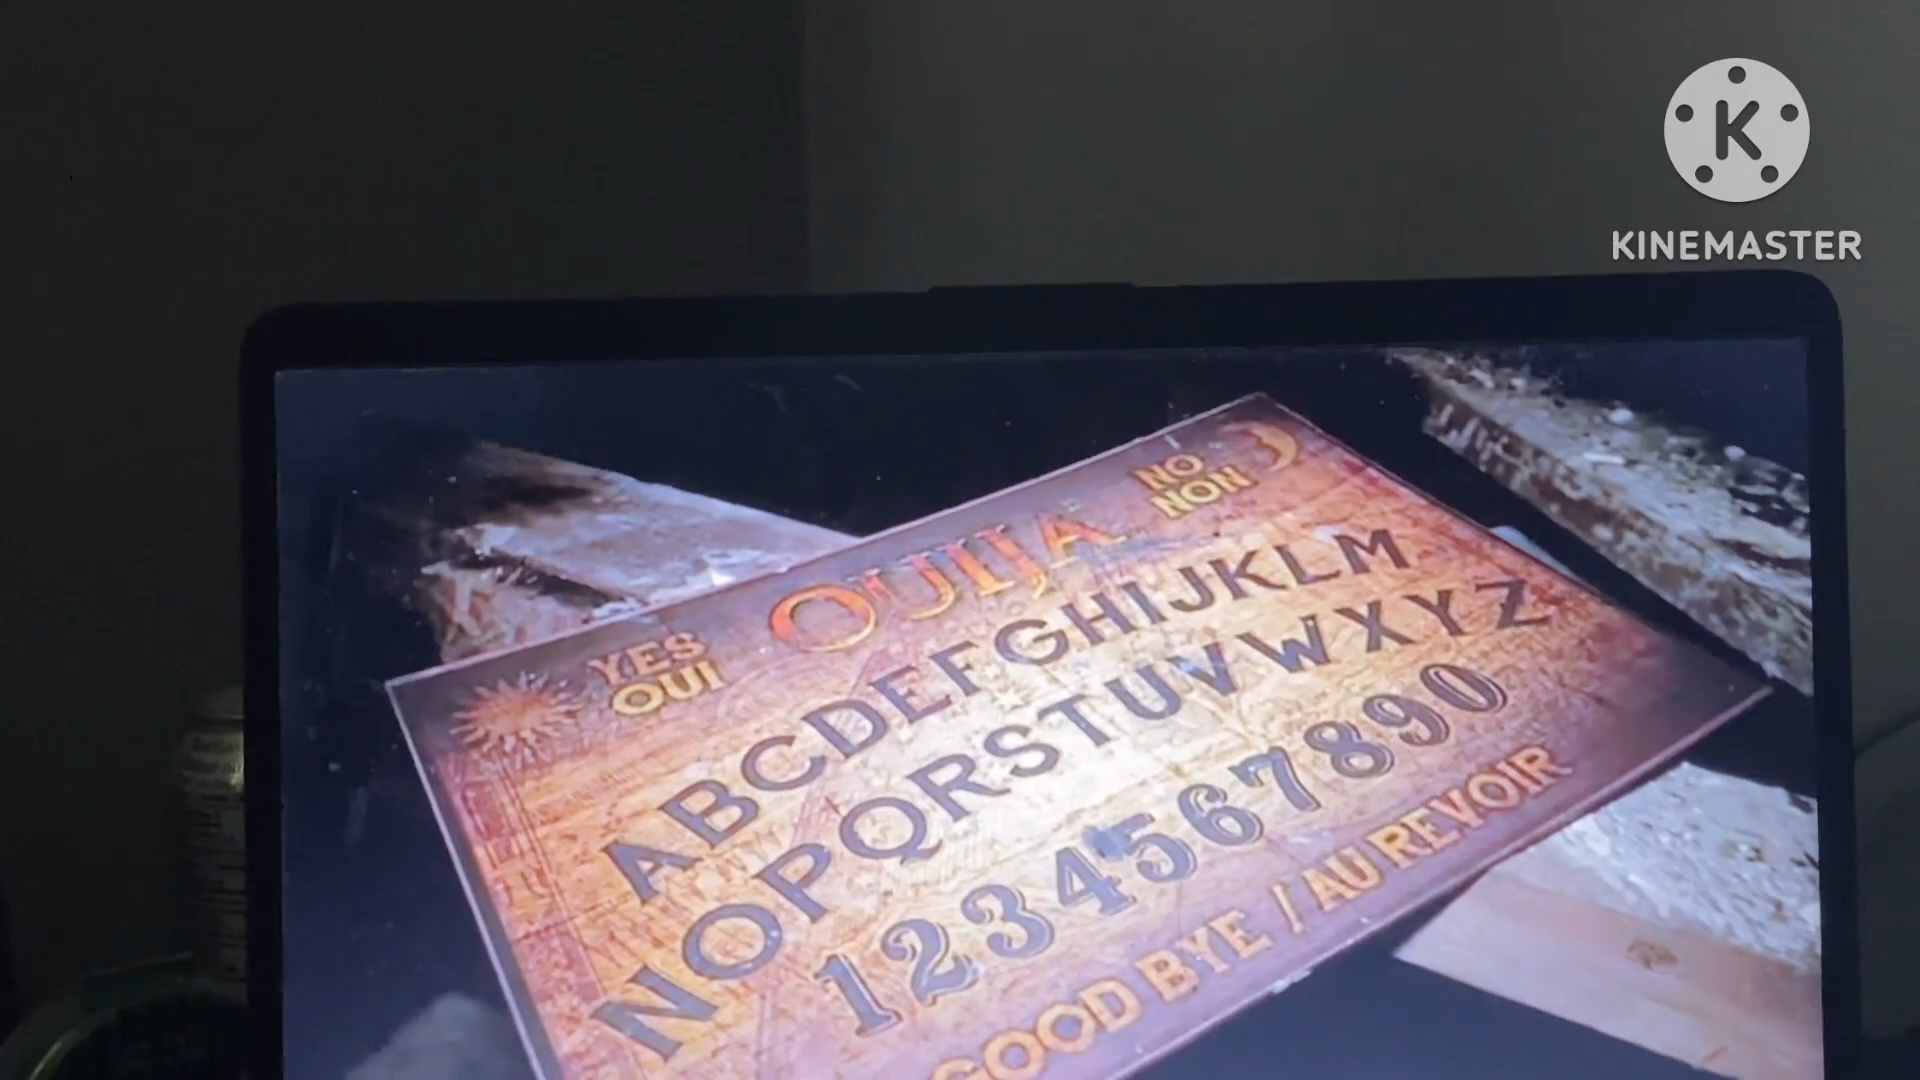 K
KINEMASTER
NO
NON
OUIJA
YES
OUI
ABCDEFGHIJKLM
NOPQRSTUVWXYZ
1234567890
GOOD BYE / AU REVOIR